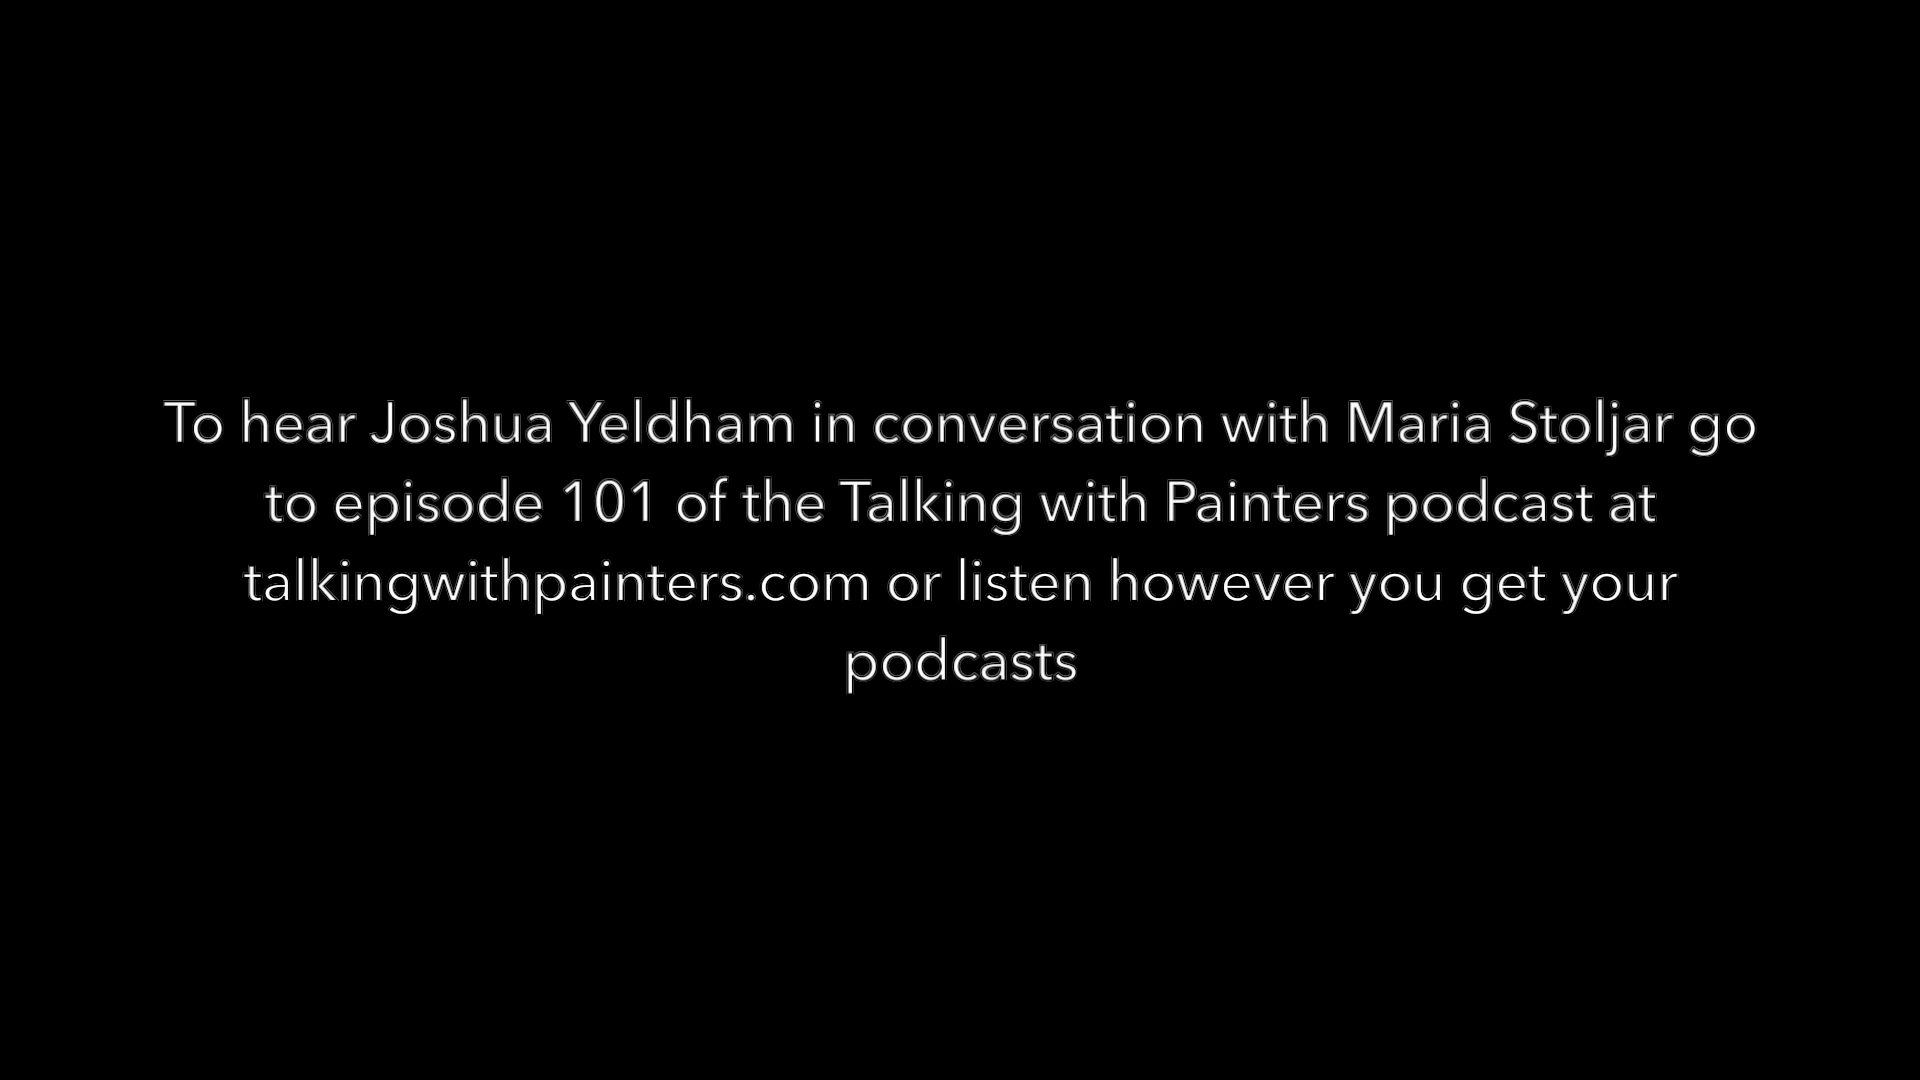 To hear Joshua Yeldham in conversation with Maria Stoljar go
to episode 101 of the Talking with Painters podcast at
talkingwithpainters.com or listen however you get your
podcasts